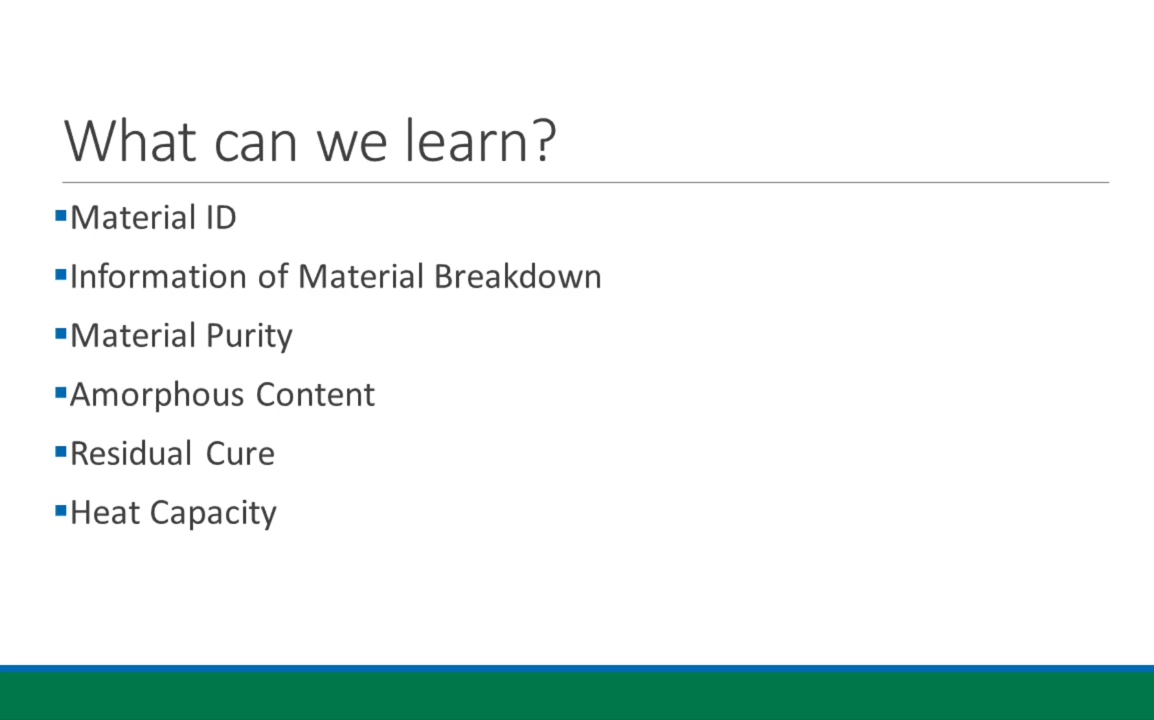 What can we learn?
▪Material ID
▪Information of Material Breakdown
▪Material Purity
▪Amorphous Content
▪Residual Cure
▪Heat Capacity